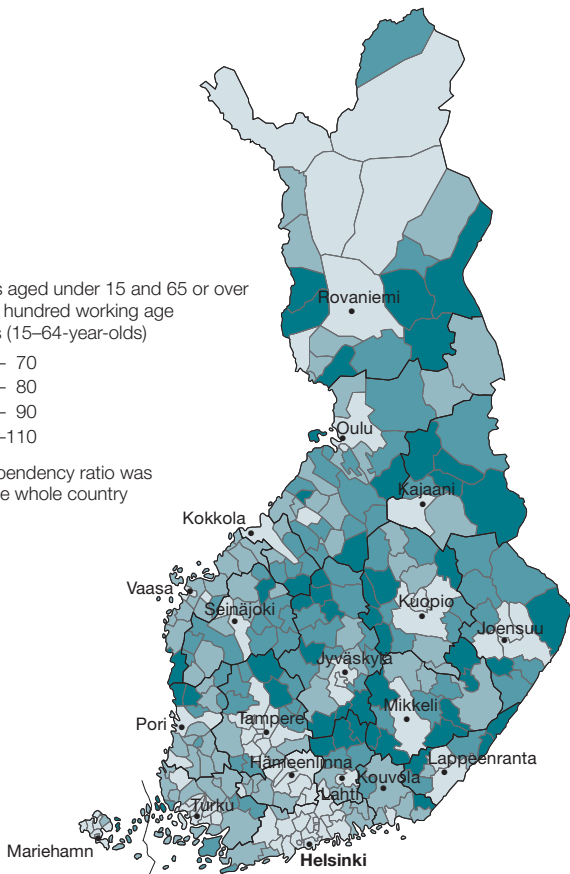 s aged under 15 and 65 or over
hundred working age
s (15–64-year-olds)
– 70
– 80
– 90
–110
pendency ratio was
e whole country
Rovaniemi
Oulu
Kajaani
Kokkola
Vaasa
Seinäjoki
Kuopio
Joensuu
Jyväskylä
Mikkeli
Pori
Tampere
Lappeenranta
Hämeenlinna
Kouvola
Lahti
Turku
Mariehamn
Helsinki